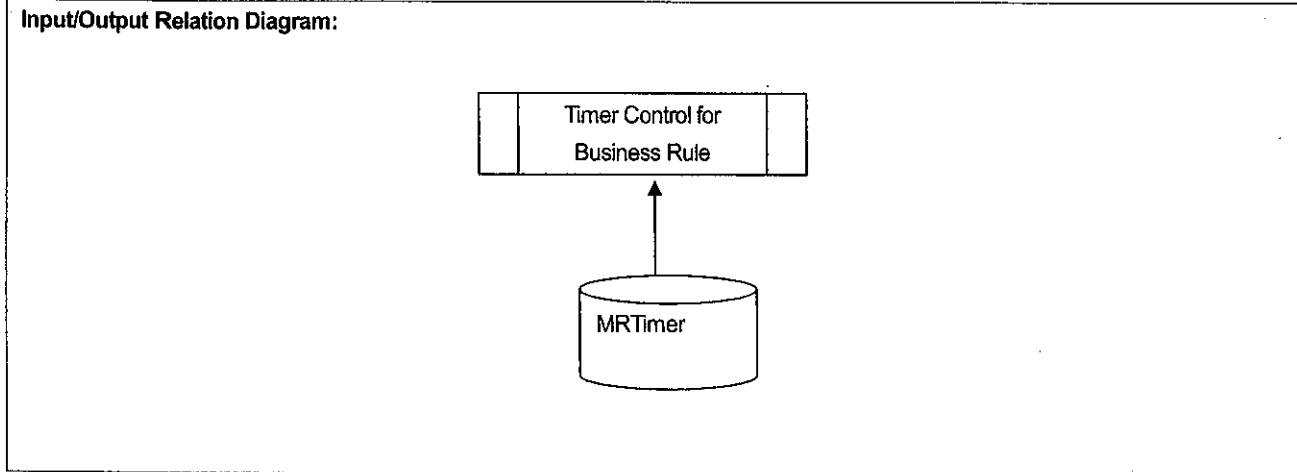 Input/Output Relation Diagram:
Timer Control for
Business Rule
MRTimer